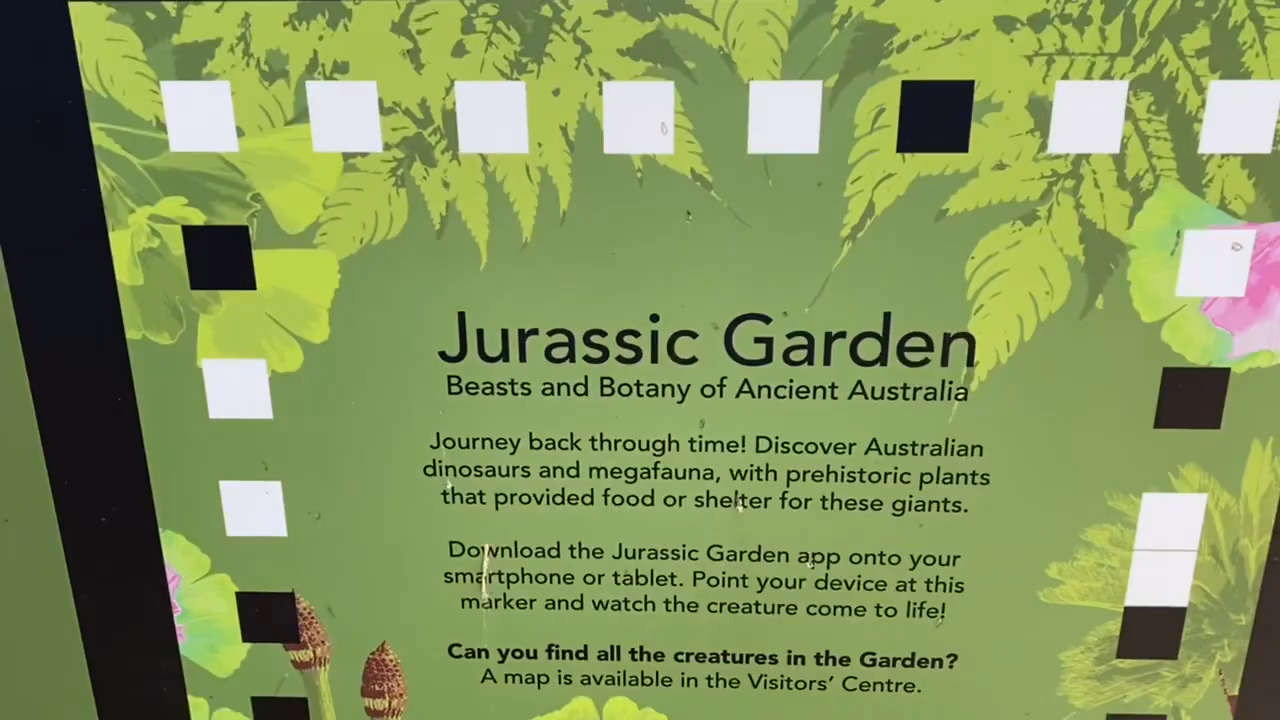 Jurassic Garden
Beasts and Botany of Ancient Australia
Journey back through time! Discover Australian
dinosaurs and megafauna, with prehistoric plants
that provided food or shelter for these giants.
Download the Jurassic Garden app onto your
smartphone or tablet. Point your device at this
marker and watch the creature come to life!
Can you find all the creatures in the Garden?
A map is available in the Visitors' Centre.